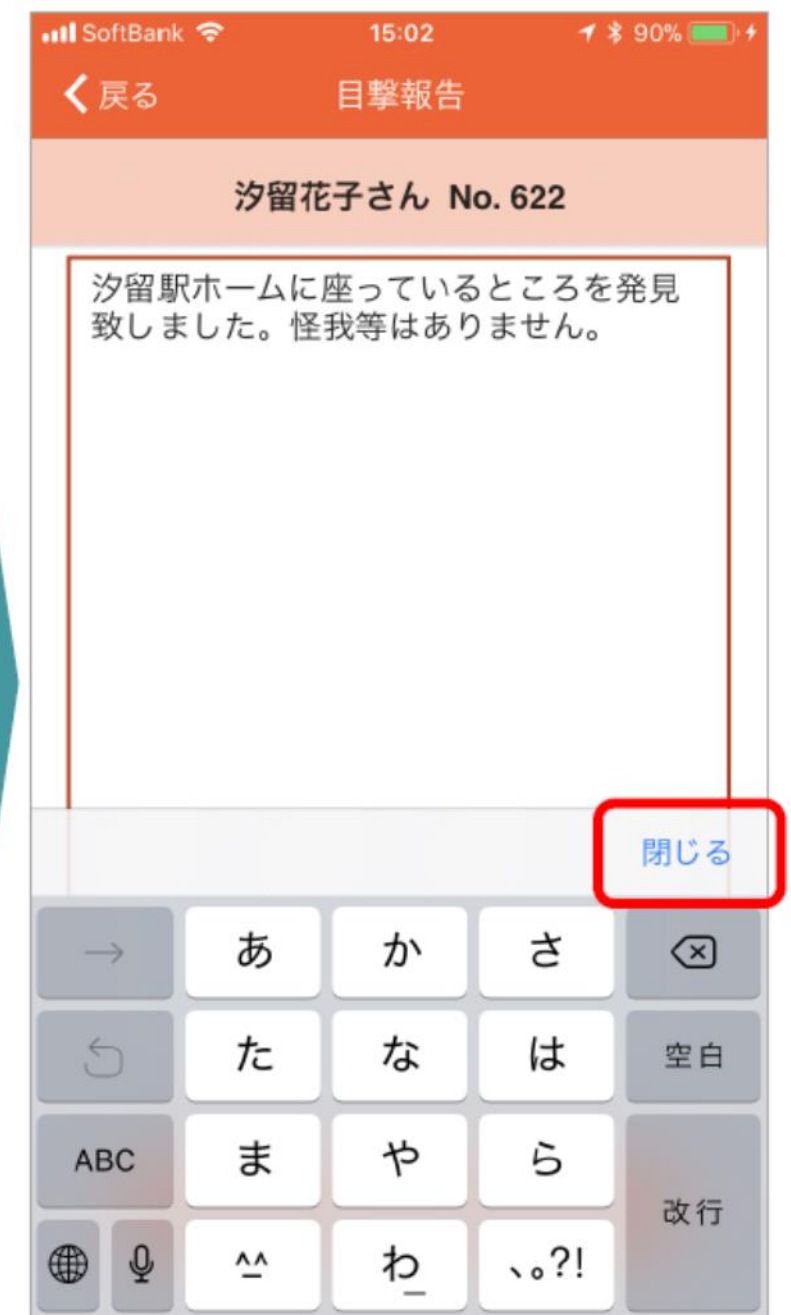 SoftBank 15:02 90%
戻る 目撃報告
汐留花子さん No. 622
汐留駅ホームに座っているところを発見
致しました。怪我等はありません。
閉じる
→ あ か さ
た な は 空白
ABC ま や ら
改行
^^ わ 、。?!